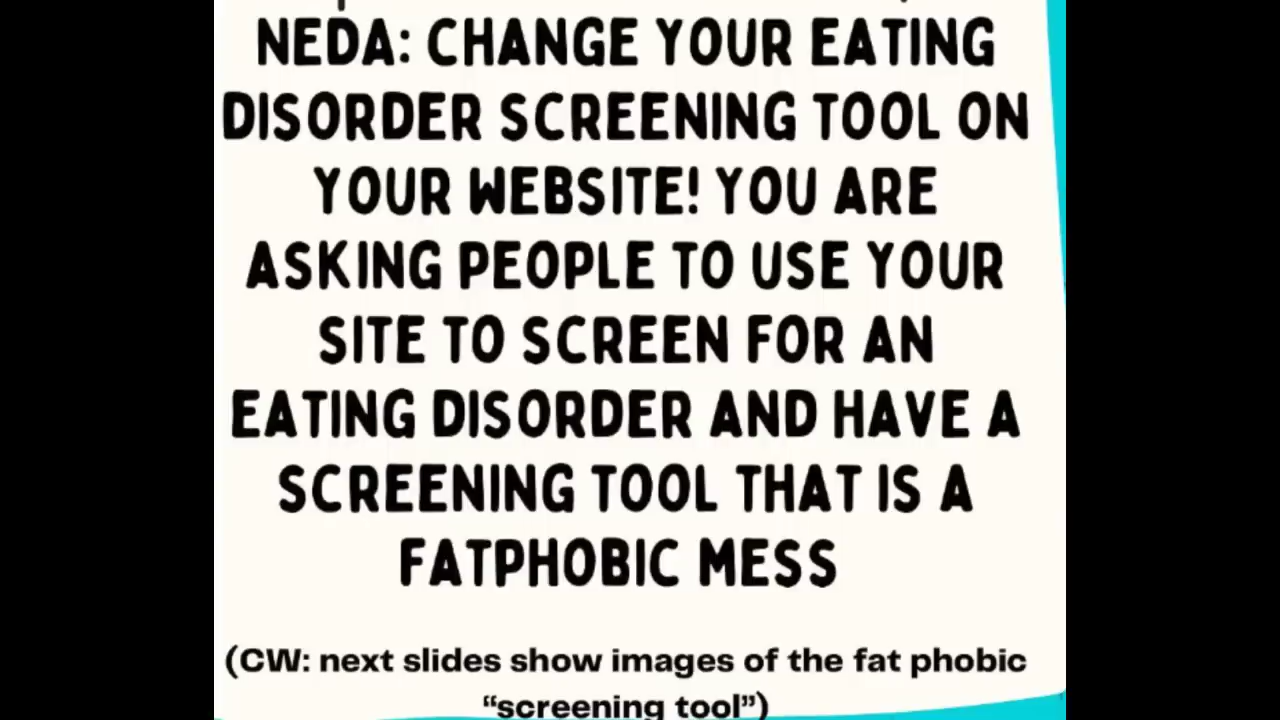 NEDA: CHANGE YOUR EATING
DISORDER SCREENING TOOL ON
YOUR WEBSITE! YOU ARE
ASKING PEOPLE TO USE YOUR
SITE TO SCREEN FOR AN
EATING DISORDER AND HAVE A
SCREENING TOOL THAT IS A
FATPHOBIC MESS
(CW: next slides show images of the fat phobic
“screening tool”)